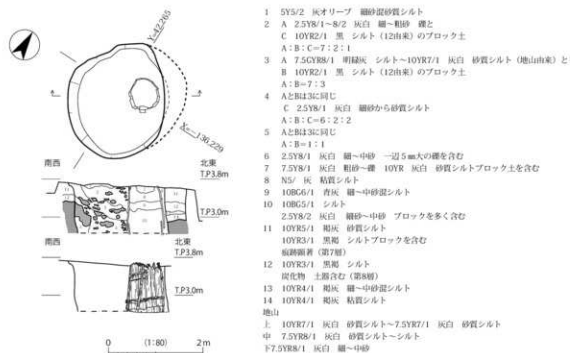 Y=42,265
X=-136,229
南西
北東
T.P.3.8m
T.P.3.0m
南西
北東
T.P.3.8m
T.P.3.0m
0 (1:80) 2m
1 5Y5/2 灰オリーブ 細砂混砂質シルト
2 A 2.5Y8/1～8/2 灰白 細～粗砂 礫と
C 10YR2/1 黒 シルト（12由来）のブロック土
A：B：C＝7：2：1
3 A 7.5GYR8/1 明緑灰 シルト～10YR7/1 灰白 砂質シルト（地山由来）と
B 10YR2/1 黒 シルト（12由来）のブロック土
A：B＝7：3
4 AとBは3に同じ
C 2.5Y8/1 灰白 細砂から砂質シルト
A：B：C＝6：2：2
5 AとBは3に同じ
A：B＝1：1
6 2.5Y8/1 灰白 細～中砂 一辺5㎜大の礫を含む
7 7.5Y8/1 灰白 粗砂～礫 10YR 灰白 砂質シルトブロック土を含む
8 N5/ 灰 粘質シルト
9 10BG6/1 青灰 細～中砂混シルト
10 10BG5/1 シルト
2.5Y8/2 灰白 細砂～中砂 ブロックを多く含む
11 10YR5/1 褐灰 砂質シルト
10YR3/1 黒褐 シルトブロックを含む
痕跡顕著（第7層）
12 10YR3/1 黒褐 シルト
炭化物 土器含む（第8層）
13 10YR4/1 褐灰 細～中砂混シルト
14 10YR4/1 褐灰 粘質シルト
地山
上 10YR7/1 灰白 砂質シルト～7.5YR7/1 灰白 砂質シルト
中 7.5YR8/1 灰白 砂質シルト～シルト
下7.5YR8/1 灰白 細～中砂